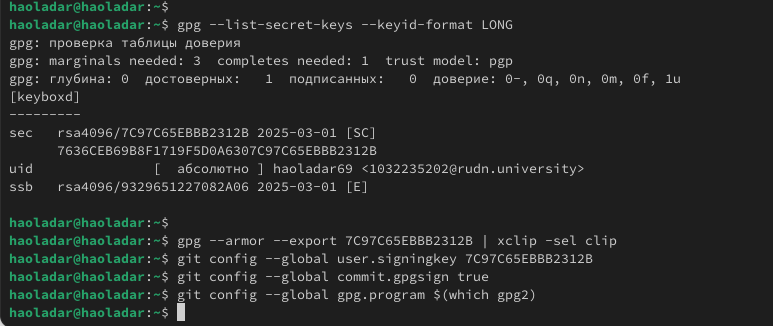 haoladar@haoladar:~$
haoladar@haoladar:~$ gpg --list-secret-keys --keyid-format LONG
gpg: проверка таблицы доверия
gpg: marginals needed: 3  completes needed: 1  trust model: pgp
gpg: глубина: 0  достоверных:   1  подписанных:   0  доверие: 0-, 0q, 0n, 0m, 0f, 1u
[keyboxd]
---------
sec   rsa4096/7C97C65EBBB2312B 2025-03-01 [SC]
      7636CEB69B8F1719F5D0A6307C97C65EBBB2312B
uid              [  абсолютно ] haoladar69 <1032235202@rudn.university>
ssb   rsa4096/9329651227082A06 2025-03-01 [E]
haoladar@haoladar:~$
haoladar@haoladar:~$ gpg --armor --export 7C97C65EBBB2312B | xclip -sel clip
haoladar@haoladar:~$ git config --global user.signingkey 7C97C65EBBB2312B
haoladar@haoladar:~$ git config --global commit.gpgsign true
haoladar@haoladar:~$ git config --global gpg.program $(which gpg2)
haoladar@haoladar:~$